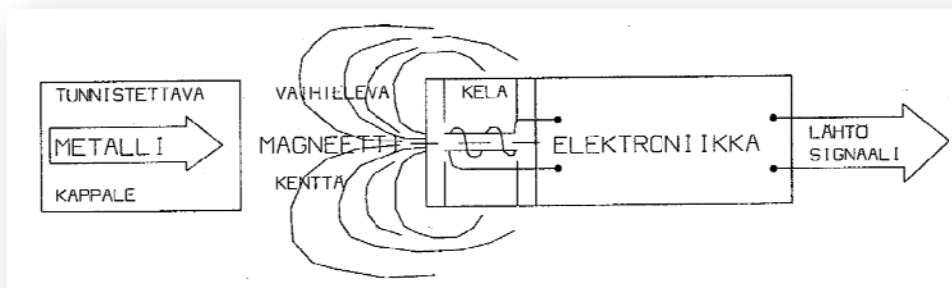 TUNNISTETTAVA
METALLI
KAPPALE
VAIHTELEVA
MAGNEETTI
KENTTÄ
KELA
ELEKTRONIIKKA
LÄHTÖ
SIGNAALI